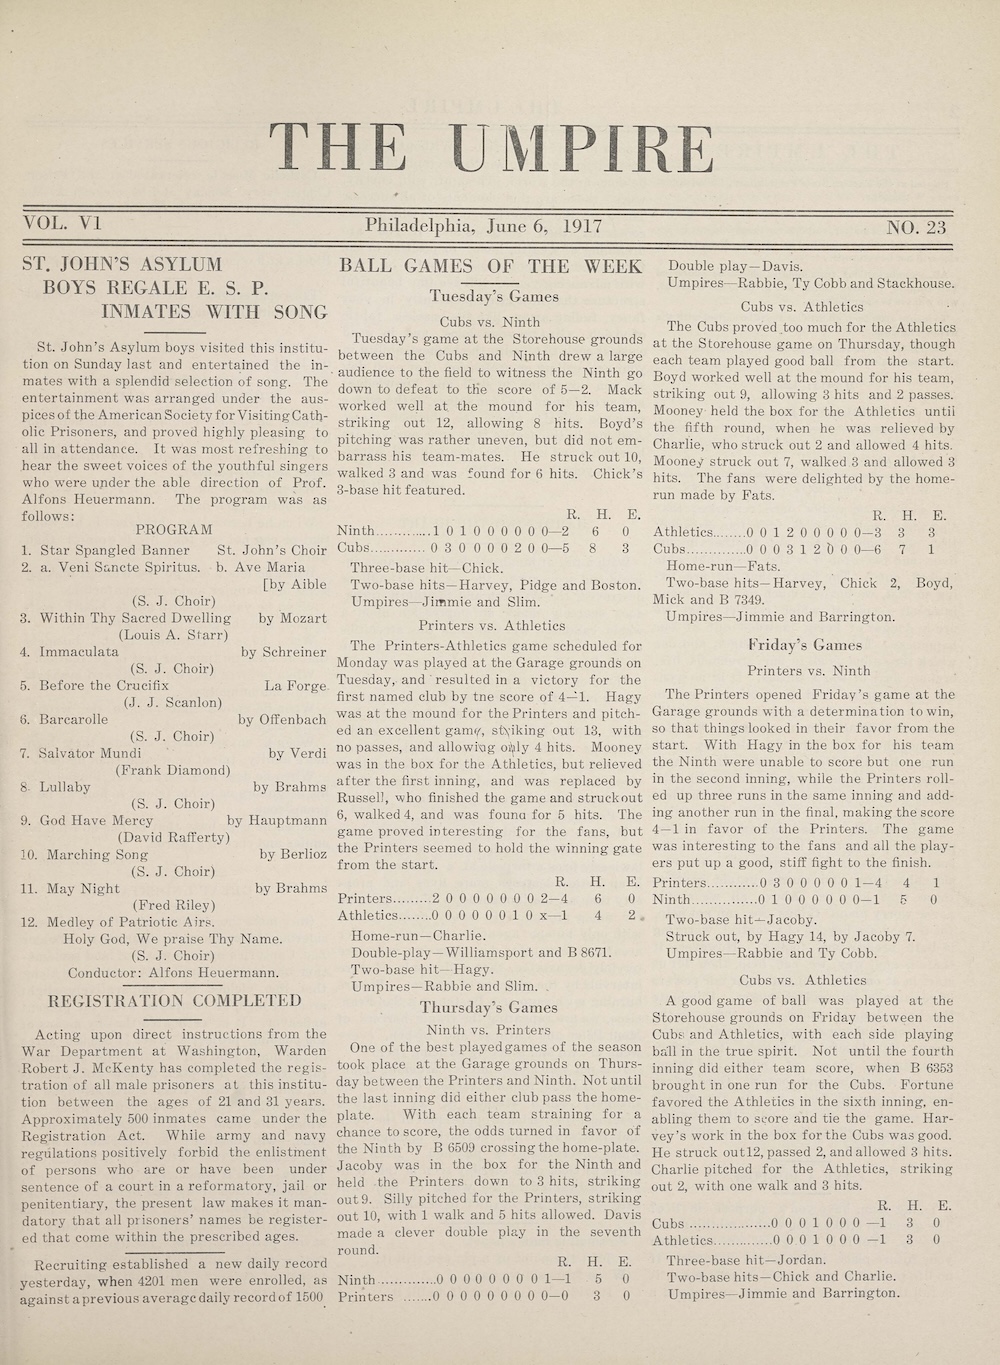 THE UMPIRE
VOL. V1
Philadelphia, June 6, 1917
NO. 23
ST. JOHN'S ASYLUM
BOYS REGALE E. S. P.
INMATES WITH SONG
St. John's Asylum boys visited this institu-
tion on Sunday last and entertained the in-
mates with a splendid selection of song. The
entertainment was arranged under the aus-
pices of the American Society for Visiting Cath-
olic Prisoners, and proved highly pleasing to
all in attendance. It was most refreshing to
hear the sweet voices of the youthful singers
who were under the able direction of Prof.
Alfons Heuermann. The program was as
follows:
PROGRAM
1. Star Spangled Banner St. John's Choir
2. a. Veni Sancte Spiritus. b. Ave Maria
[by Aible
(S. J. Choir)
3. Within Thy Sacred Dwelling by Mozart
(Louis A. Starr)
4. Immaculata by Schreiner
(S. J. Choir)
5. Before the Crucifix La Forge
(J. J. Scanlon)
6. Barcarolle by Offenbach
(S. J. Choir)
7. Salvator Mundi by Verdi
(Frank Diamond)
8. Lullaby by Brahms
(S. J. Choir)
9. God Have Mercy by Hauptmann
(David Rafferty)
10. Marching Song by Berlioz
(S. J. Choir)
11. May Night by Brahms
(Fred Riley)
12. Medley of Patriotic Airs.
Holy God, We praise Thy Name.
(S. J. Choir)
Conductor: Alfons Heuermann.
REGISTRATION COMPLETED
Acting upon direct instructions from the
War Department at Washington, Warden
Robert J. McKenty has completed the regis-
tration of all male prisoners at this institu-
tion between the ages of 21 and 31 years.
Approximately 500 inmates came under the
Registration Act. While army and navy
regulations positively forbid the enlistment
of persons who are or have been under
sentence of a court in a reformatory, jail or
penitentiary, the present law makes it man-
datory that all prisoners' names be register-
ed that come within the prescribed ages.
Recruiting established a new daily record
yesterday, when 4201 men were enrolled, as
against a previous average daily record of 1500
BALL GAMES OF THE WEEK
Tuesday's Games
Cubs vs. Ninth
Tuesday's game at the Storehouse grounds
between the Cubs and Ninth drew a large
audience to the field to witness the Ninth go
down to defeat to the score of 5—2. Mack
worked well at the mound for his team,
striking out 12, allowing 8 hits. Boyd's
pitching was rather uneven, but did not em-
barrass his team-mates. He struck out 10,
walked 3 and was found for 6 hits. Chick's
3-base hit featured.
R. H. E.
Ninth.............1 0 1 0 0 0 0 0 0—2 6 0
Cubs............. 0 3 0 0 0 0 2 0 0—5 8 3
Three-base hit—Chick.
Two-base hits—Harvey, Pidge and Boston.
Umpires—Jimmie and Slim.
Printers vs. Athletics
The Printers-Athletics game scheduled for
Monday was played at the Garage grounds on
Tuesday, and resulted in a victory for the
first named club by tne score of 4—1. Hagy
was at the mound for the Printers and pitch-
ed an excellent game, striking out 13, with
no passes, and allowing only 4 hits. Mooney
was in the box for the Athletics, but relieved
after the first inning, and was replaced by
Russell, who finished the game and struck out
6, walked 4, and was found for 5 hits. The
game proved interesting for the fans, but
the Printers seemed to hold the winning gate
from the start.
R. H. E.
Printers.........2 0 0 0 0 0 0 0 2—4 6 0
Athletics........0 0 0 0 0 0 1 0 x—1 4 2
Home-run—Charlie.
Double-play—Williamsport and B 8671.
Two-base hit—Hagy.
Umpires—Rabbie and Slim.
Thursday's Games
Ninth vs. Printers
One of the best played games of the season
took place at the Garage grounds on Thurs-
day between the Printers and Ninth. Not until
the last inning did either club pass the home-
plate. With each team straining for a
chance to score, the odds turned in favor of
the Ninth by B 6509 crossing the home-plate.
Jacoby was in the box for the Ninth and
held the Printers down to 3 hits, striking
out 9. Silly pitched for the Printers, striking
out 10, with 1 walk and 5 hits allowed. Davis
made a clever double play in the seventh
round.
R. H. E.
Ninth..............0 0 0 0 0 0 0 0 1—1 5 0
Printers .......0 0 0 0 0 0 0 0 0—0 3 0
Double play—Davis.
Umpires—Rabbie, Ty Cobb and Stackhouse.
Cubs vs. Athletics
The Cubs proved too much for the Athletics
at the Storehouse game on Thursday, though
each team played good ball from the start.
Boyd worked well at the mound for his team,
striking out 9, allowing 3 hits and 2 passes.
Mooney held the box for the Athletics until
the fifth round, when he was relieved by
Charlie, who struck out 2 and allowed 4 hits.
Mooney struck out 7, walked 3 and allowed 3
hits. The fans were delighted by the home-
run made by Fats.
R. H. E.
Athletics........0 0 1 2 0 0 0 0 0—3 3 3
Cubs..............0 0 0 3 1 2 0 0 0—6 7 1
Home-run—Fats.
Two-base hits—Harvey, Chick 2, Boyd,
Mick and B 7349.
Umpires—Jimmie and Barrington.
Friday's Games
Printers vs. Ninth
The Printers opened Friday's game at the
Garage grounds with a determination to win,
so that things looked in their favor from the
start. With Hagy in the box for his team
the Ninth were unable to score but one run
in the second inning, while the Printers roll-
ed up three runs in the same inning and add-
ing another run in the final, making the score
4—1 in favor of the Printers. The game
was interesting to the fans and all the play-
ers put up a good, stiff fight to the finish.
Printers............0 3 0 0 0 0 0 1—4 4 1
Ninth...............0 1 0 0 0 0 0 0—1 5 0
Two-base hit—Jacoby.
Struck out, by Hagy 14, by Jacoby 7.
Umpires—Rabbie and Ty Cobb.
Cubs vs. Athletics
A good game of ball was played at the
Storehouse grounds on Friday between the
Cubs and Athletics, with each side playing
ball in the true spirit. Not until the fourth
inning did either team score, when B 6353
brought in one run for the Cubs. Fortune
favored the Athletics in the sixth inning, en-
abling them to score and tie the game. Har-
vey's work in the box for the Cubs was good.
He struck out 12, passed 2, and allowed 3 hits.
Charlie pitched for the Athletics, striking
out 2, with one walk and 3 hits.
R. H. E.
Cubs ....................0 0 0 1 0 0 0 —1 3 0
Athletics..............0 0 0 1 0 0 0 —1 3 0
Three-base hit—Jordan.
Two-base hits—Chick and Charlie.
Umpires—Jimmie and Barrington.